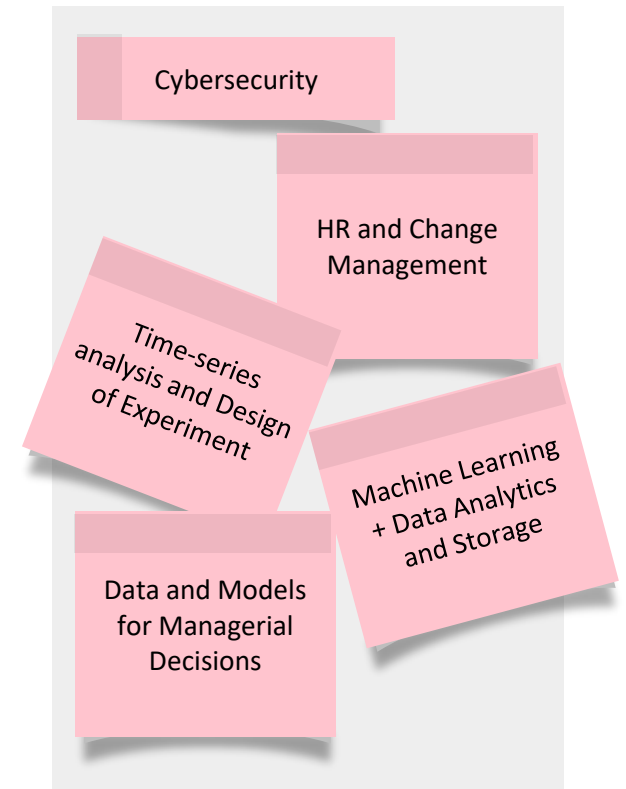 Cybersecurity
HR and Change
Management
Time-series
analysis and Design
of Experiment
Machine Learning
+ Data Analytics
and Storage
Data and Models
for Managerial
Decisions